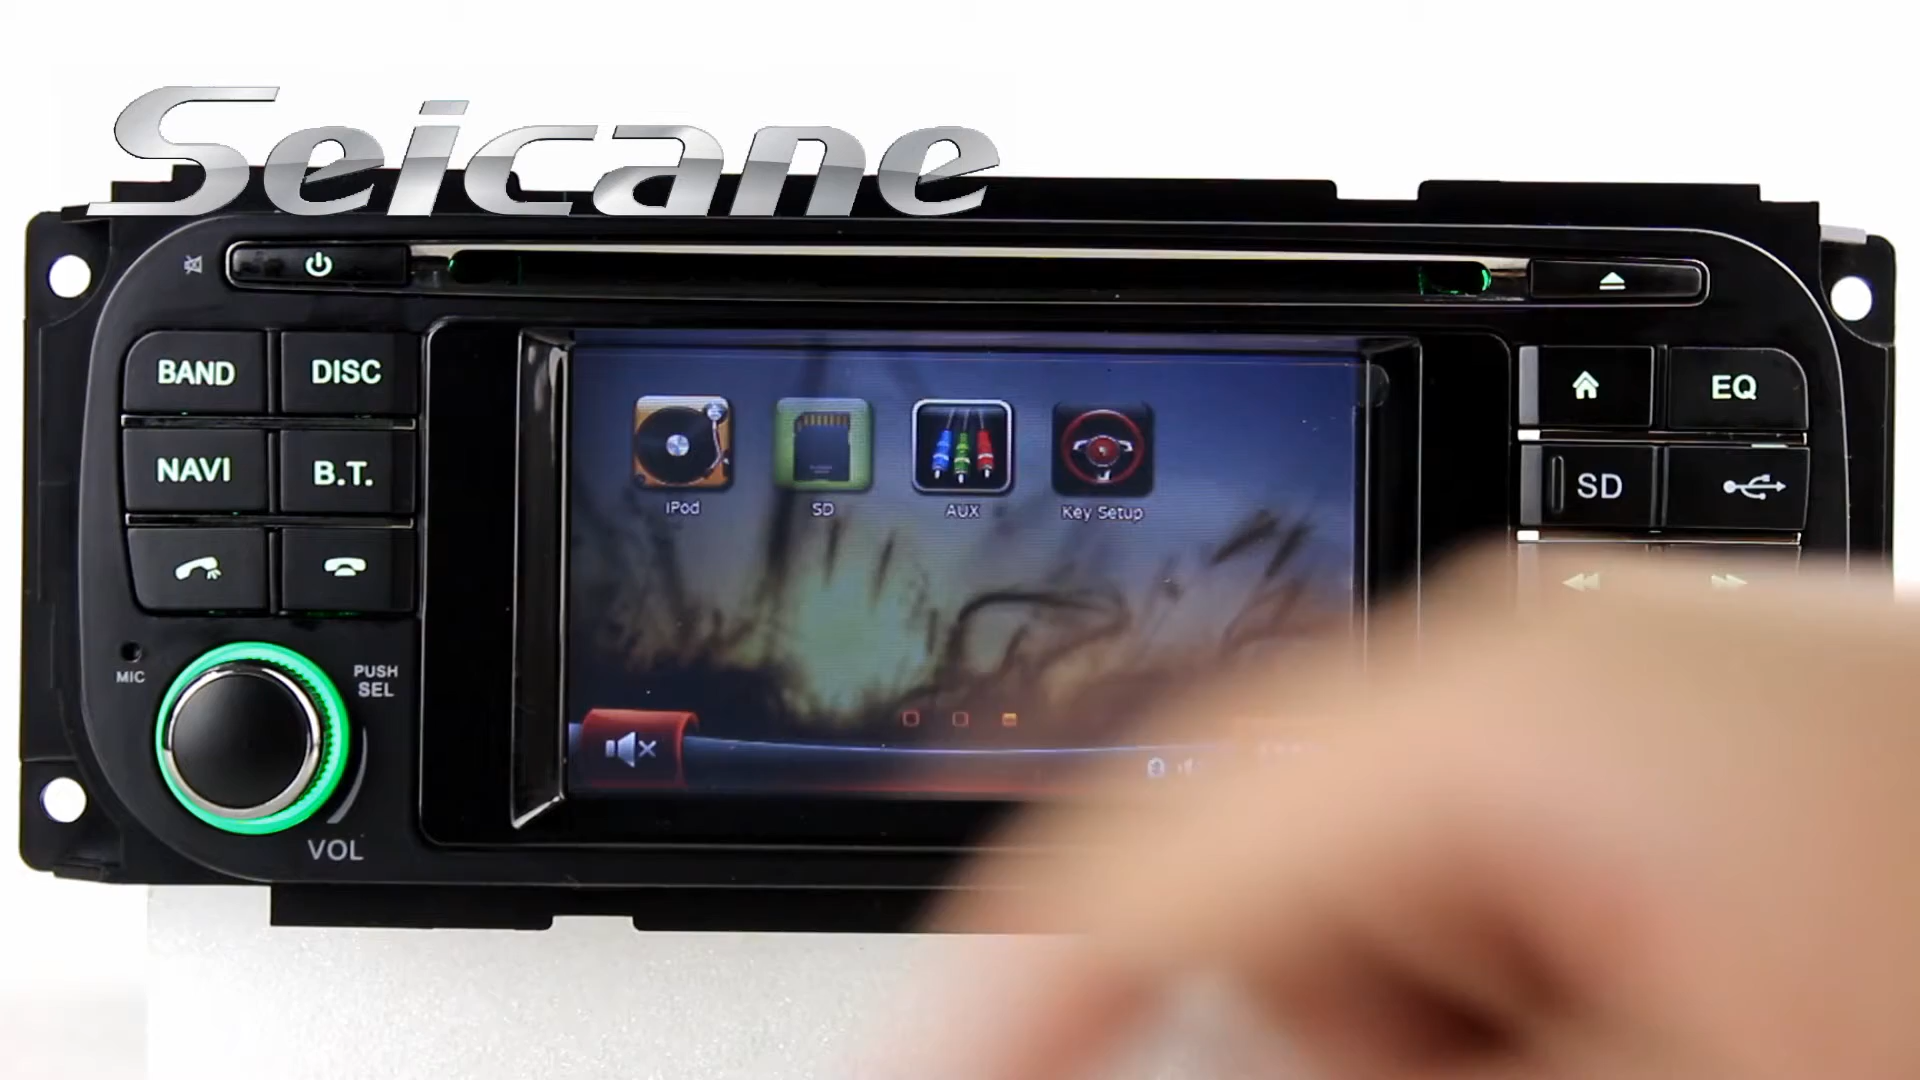 Seicane
BAND
DISC
EQ
NAVI
B.T.
SD
iPod
SD
AUX
Key Setup
MIC
PUSH
SEL
VOL